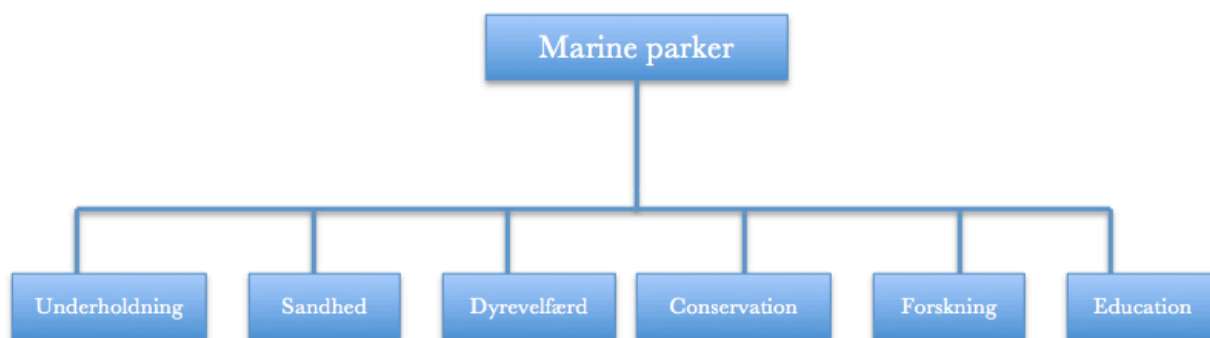 Marine parker
Underholdning
Sandhed
Dyrevelfærd
Conservation
Forskning
Education